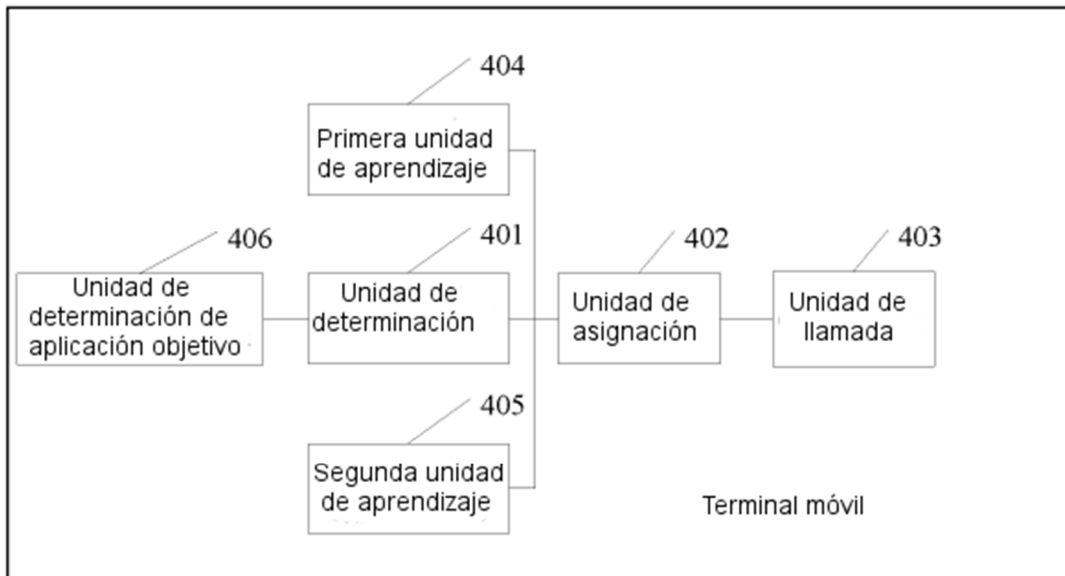 404
Primera unidad
de aprendizaje
406
401
402
403
Unidad de
determinación de
aplicación objetivo
Unidad de
determinación
Unidad de
asignación
Unidad de
llamada
405
Segunda unidad
de aprendizaje
Terminal móvil